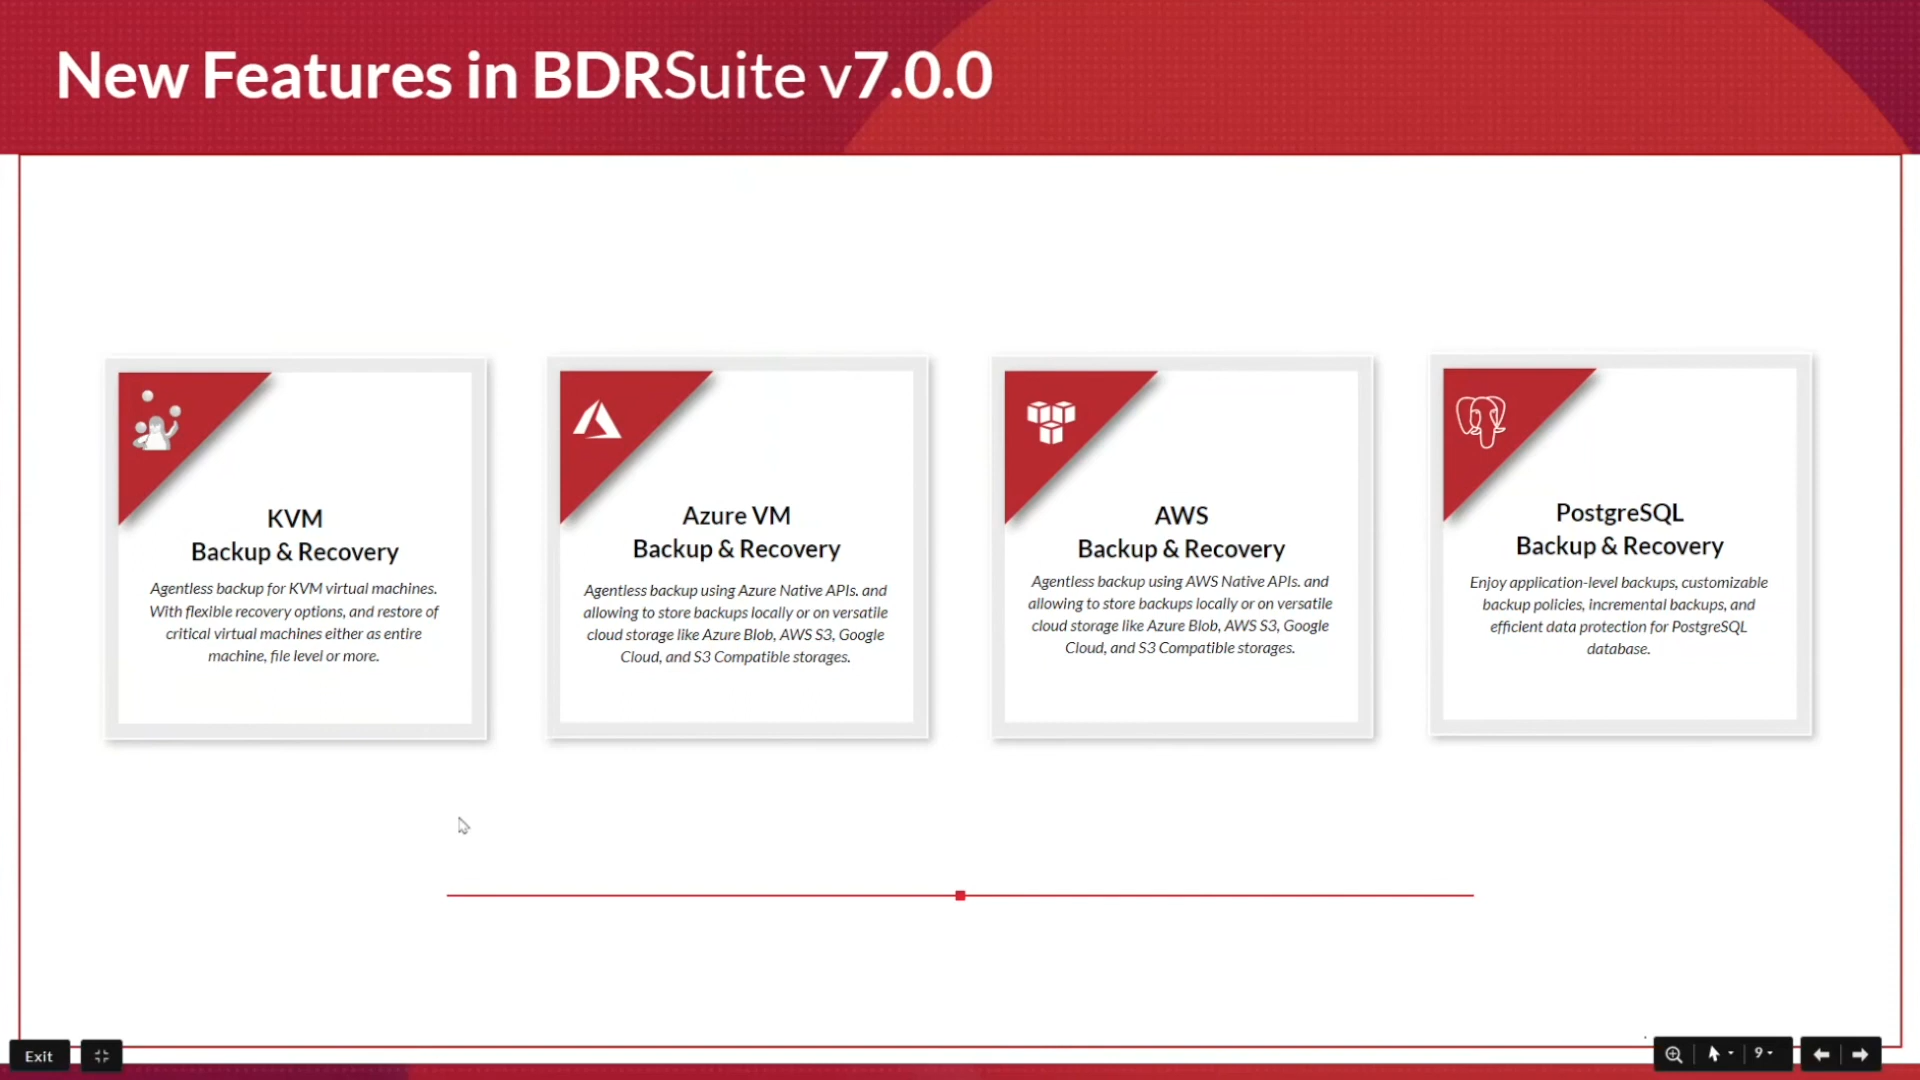 New Features in BDRSuite v7.0.0
KVM
Backup & Recovery
Agentless backup for KVM virtual machines.
With flexible recovery options, and restore of
critical virtual machines either as entire
machine, file level or more.
Azure VM
Backup & Recovery
Agentless backup using Azure Native APIs. and
allowing to store backups locally or on versatile
cloud storage like Azure Blob, AWS S3, Google
Cloud, and S3 Compatible storages.
AWS
Backup & Recovery
Agentless backup using AWS Native APIs. and
allowing to store backups locally or on versatile
cloud storage like Azure Blob, AWS S3, Google
Cloud, and S3 Compatible storages.
PostgreSQL
Backup & Recovery
Enjoy application-level backups, customizable
backup policies, incremental backups, and
efficient data protection for PostgreSQL
database.
Exit
9